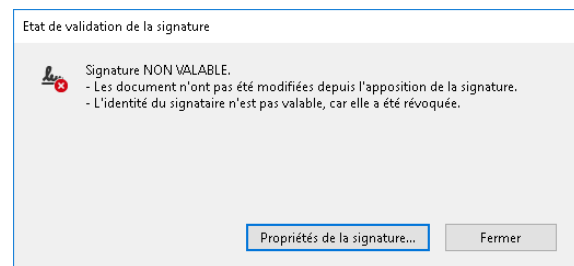 Etat de validation de la signature
Signature NON VALABLE.
- Les document n'ont pas été modifiées depuis l'apposition de la signature.
- L'identité du signataire n'est pas valable, car elle a été révoquée.
Propriétés de la signature... Fermer